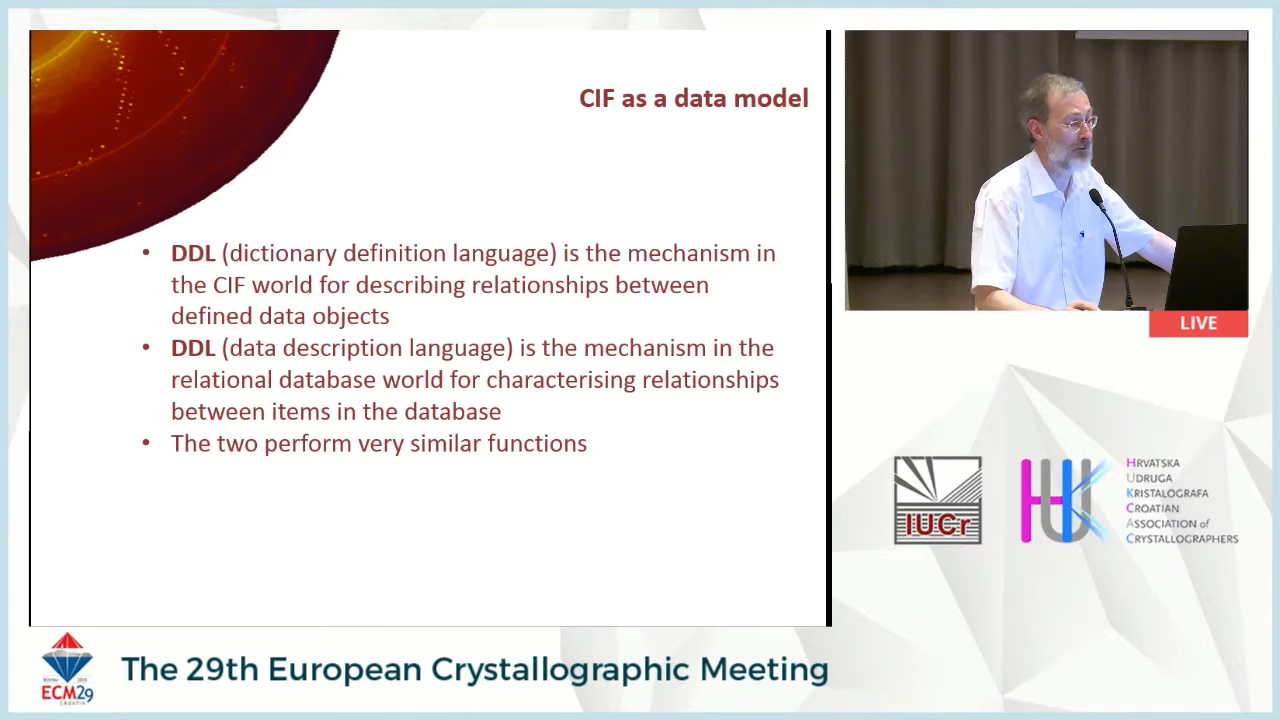 CIF as a data model
• DDL (dictionary definition language) is the mechanism in
the CIF world for describing relationships between
defined data objects
• DDL (data description language) is the mechanism in the
relational database world for characterising relationships
between items in the database
• The two perform very similar functions
LIVE
IUCr
HUK
HRVATSKA
UDRUGA
KRISTALOGRAFA
CROATIAN
ASSOCIATION of
CRYSTALLOGRAPHERS
ECM29
CROATIA
The 29th European Crystallographic Meeting